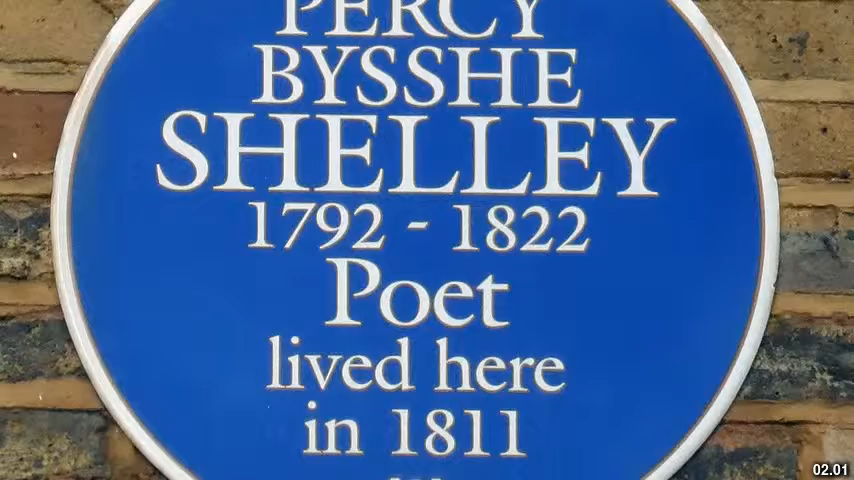 PERCY
BYSSHE
SHELLEY
1792 - 1822
Poet
lived here
in 1811
02.01